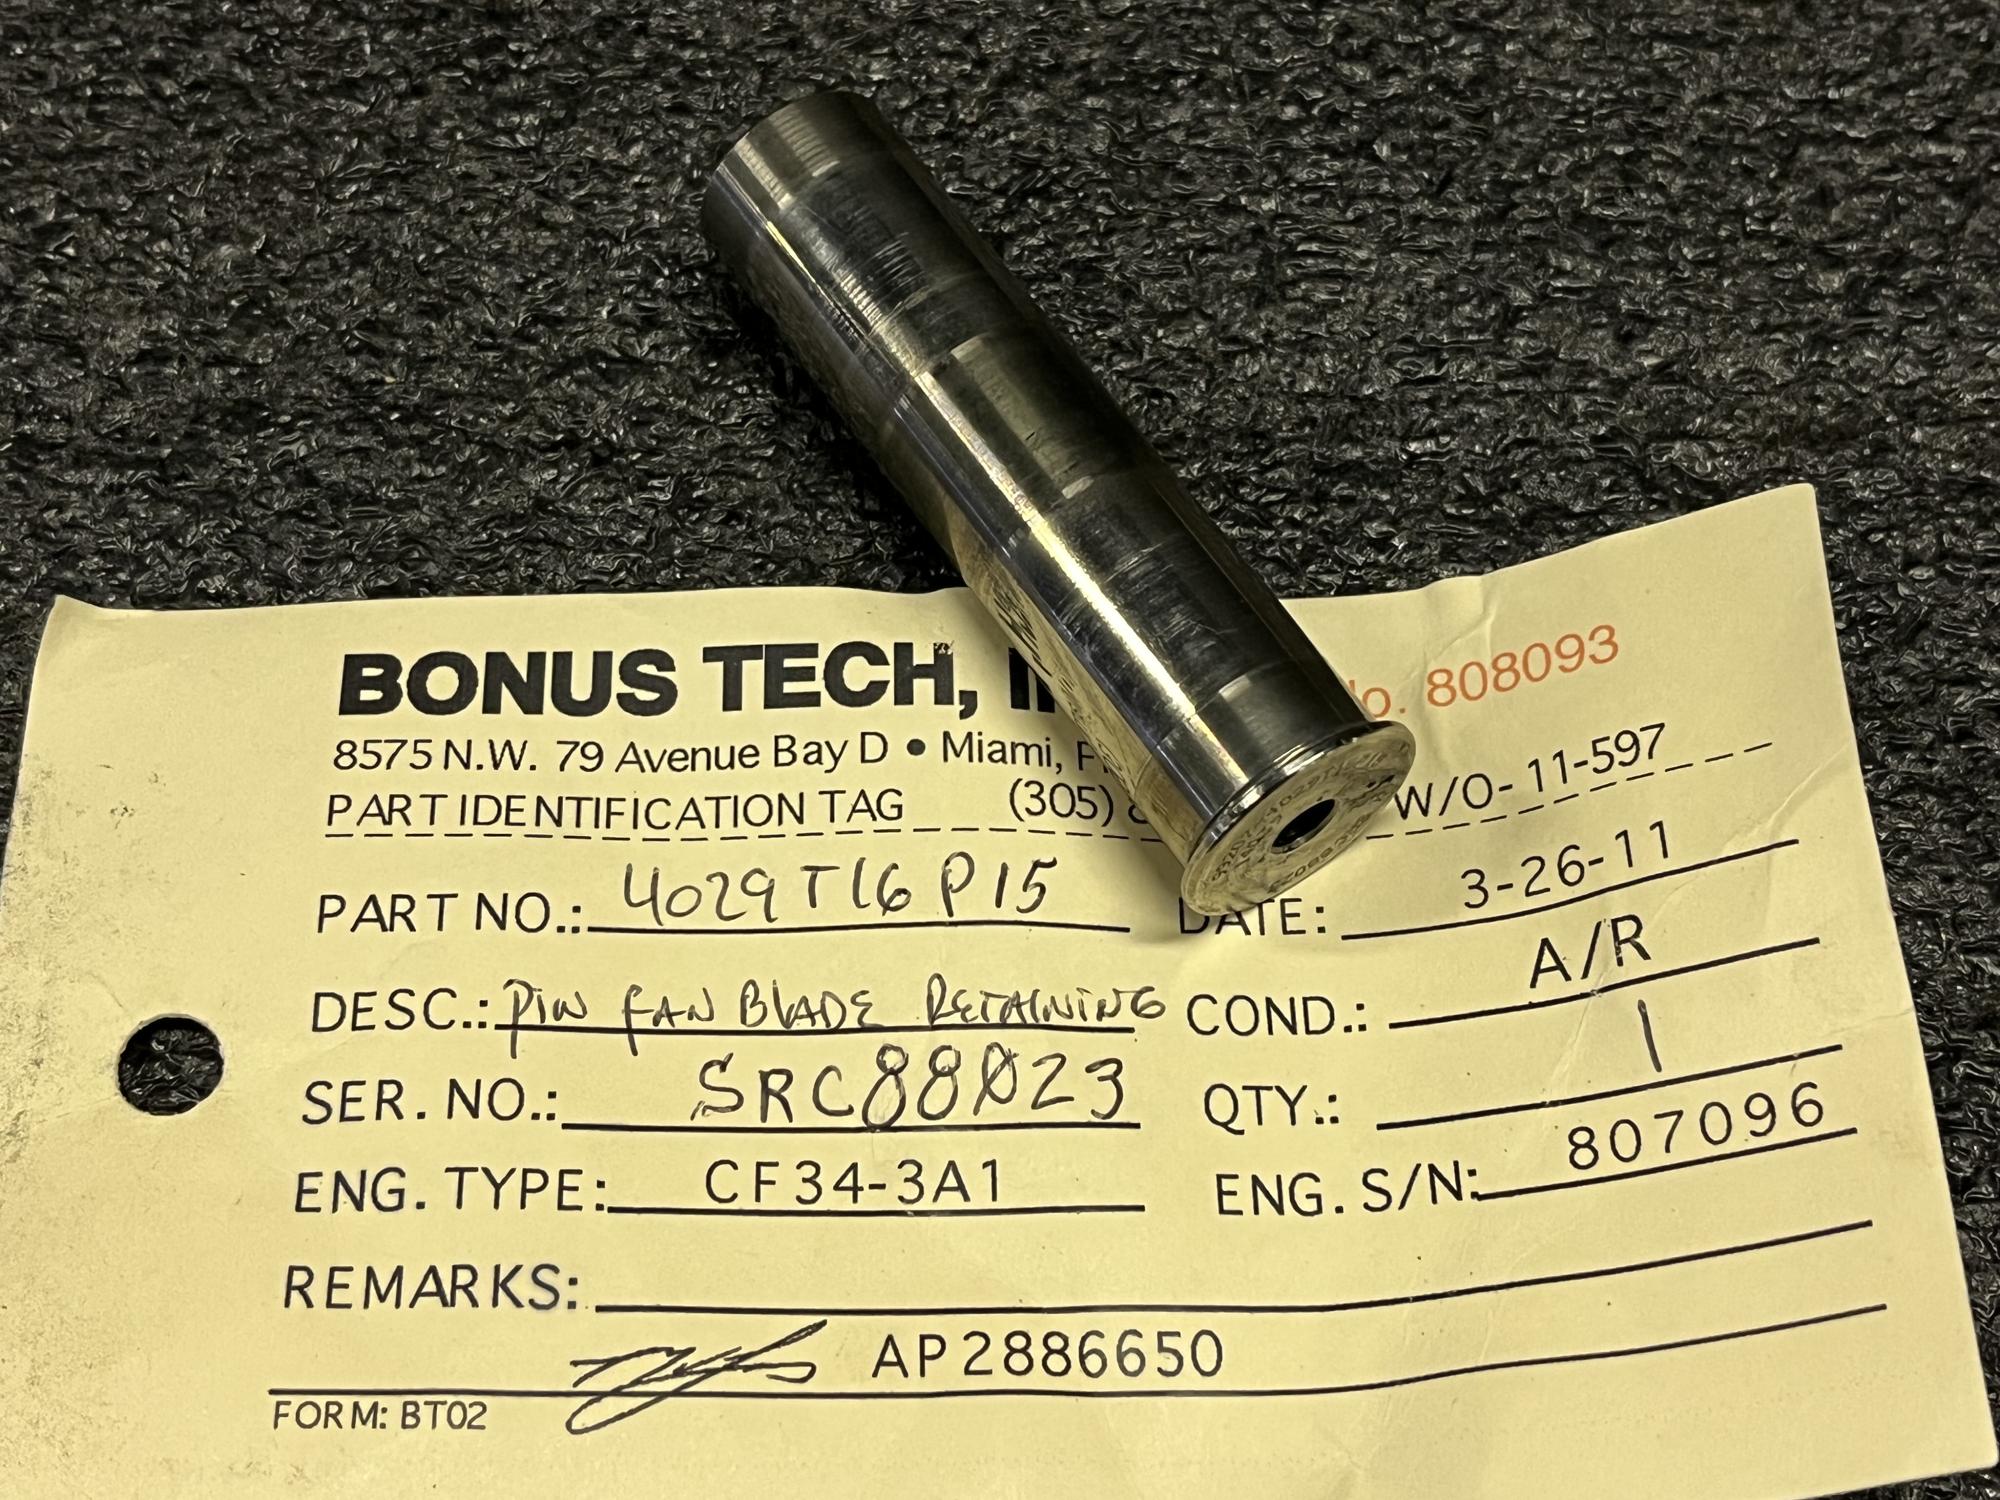 BONUS TECH,
No. 808093
8575 N.W. 79 Avenue Bay D • Miami,
PART IDENTIFICATION TAG (305)
W/O- 11-597
PART NO.: 4029T16P15
DATE: 3-26-11
DESC.: PIN FAN BLADE RETAINING
COND.: A/R
SER. NO.: SRC88023
QTY.: 1
ENG. TYPE: CF34-3A1
ENG. S/N: 807096
REMARKS:
AP2886650
FORM: BT02